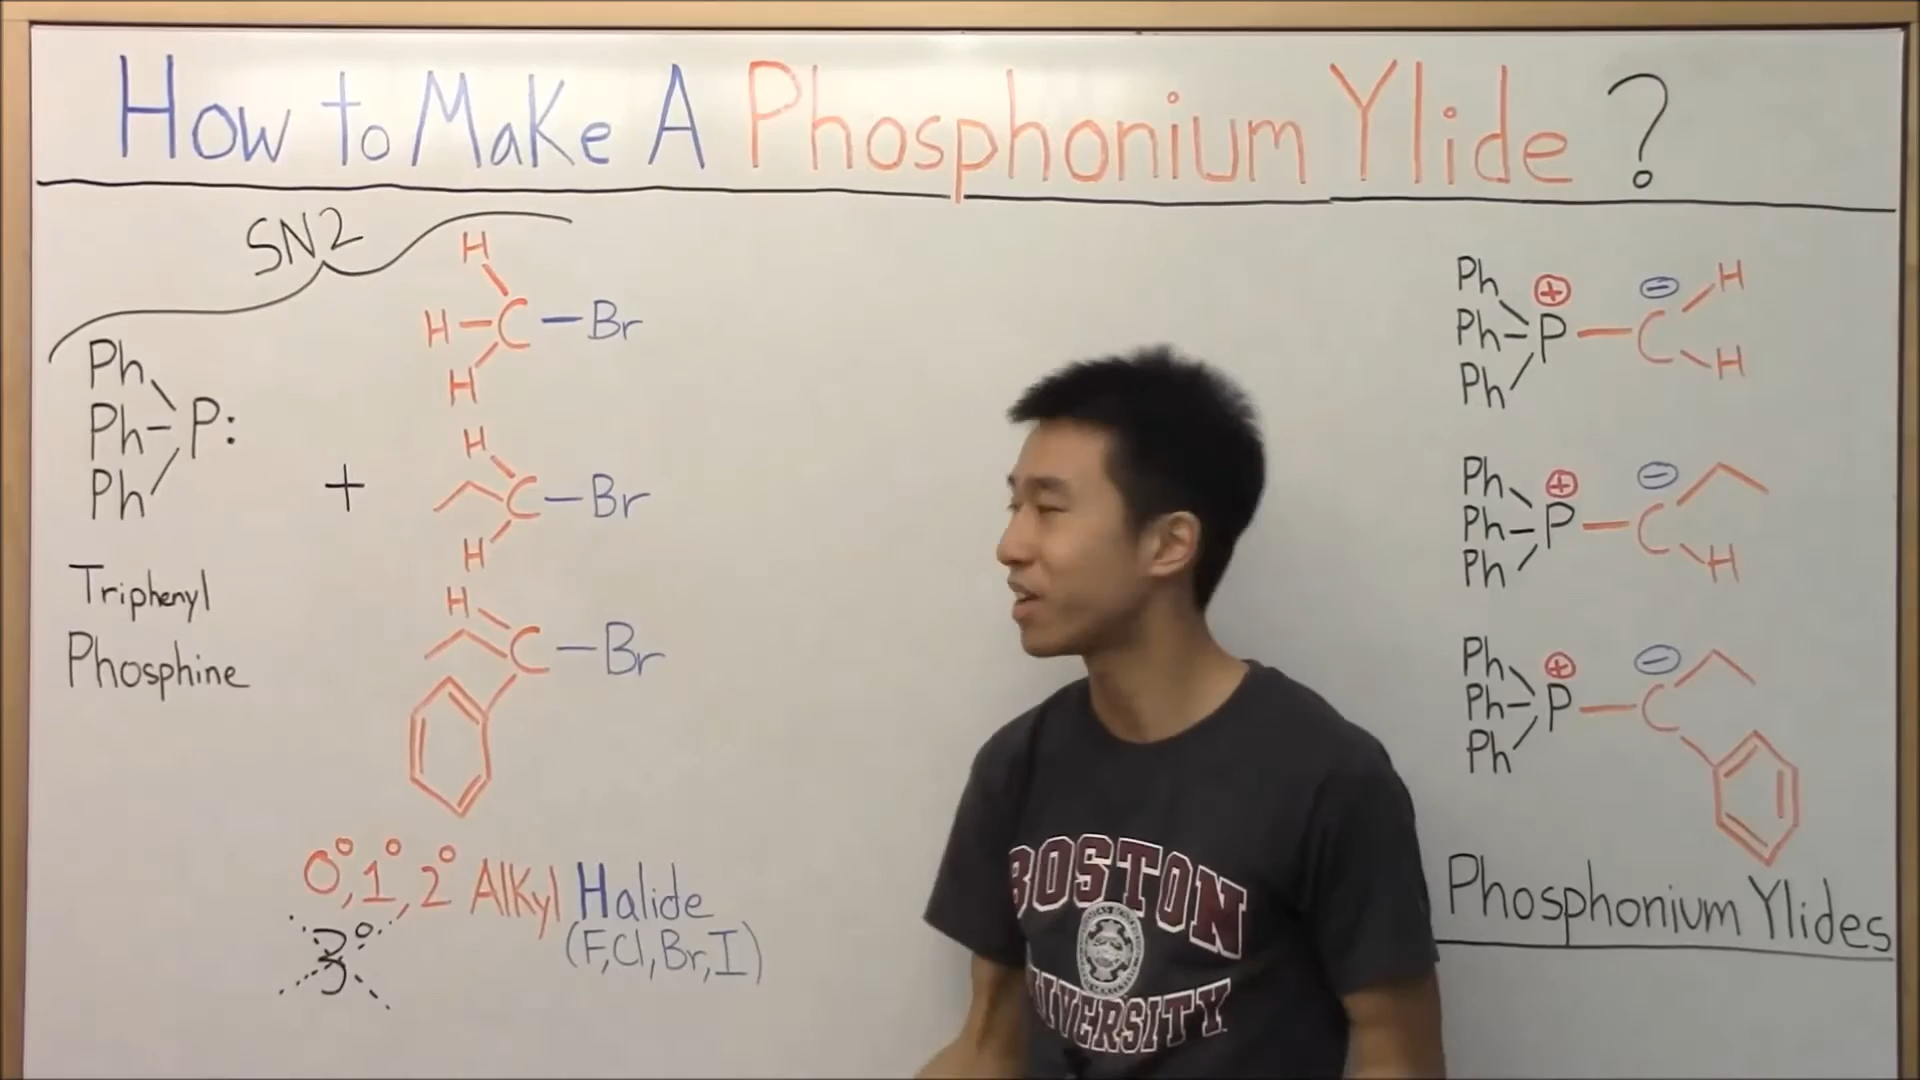 How to Make A Phosphonium Ylide ?
SN2
Ph
Ph-P:
Ph
Triphenyl
Phosphine
+
H
H-C-Br
H
H
C-Br
H
H
C-Br
0°, 1°, 2° Alkyl Halide
(F, Cl, Br, I)
3°
Ph ⊕ ⊖ H
Ph-P-C
Ph H
Ph ⊕ ⊖
Ph-P-C
Ph H
Ph ⊕ ⊖
Ph-P-C
Ph
Phosphonium Ylides
BOSTON
IVERSITY